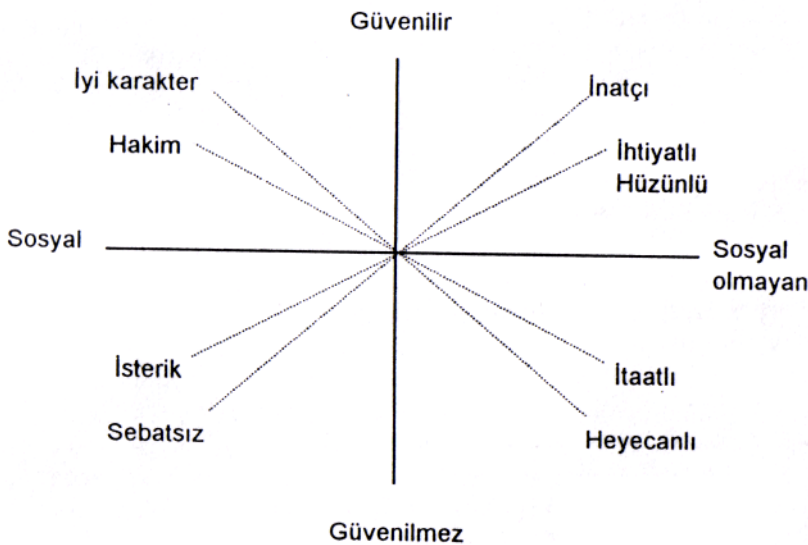 Güvenilir
İyi karakter
İnatçı
Hakim
İhtiyatlı
Hüzünlü
Sosyal
Sosyal
olmayan
İsterik
İtaatlı
Sebatsız
Heyecanlı
Güvenilmez